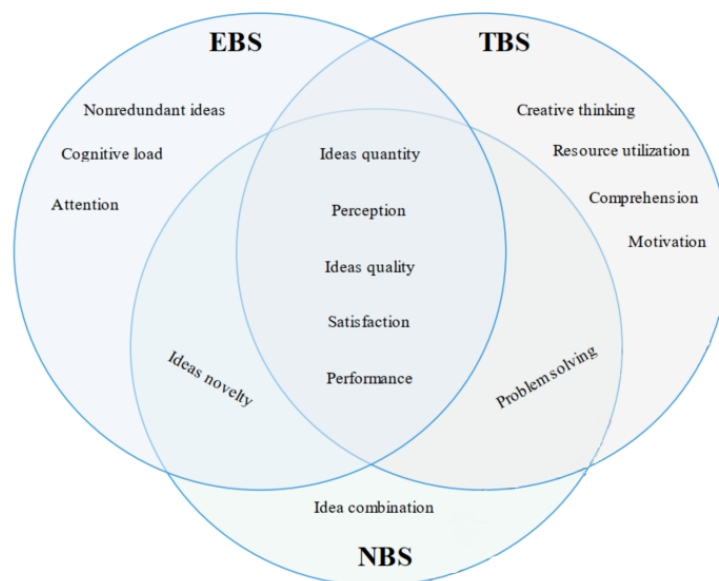 EBS
TBS
Nonredundant ideas
Creative thinking
Cognitive load
Ideas quantity
Resource utilization
Attention
Perception
Comprehension
Motivation
Ideas quality
Satisfaction
Ideas novelty
Performance
Problem solving
Idea combination
NBS